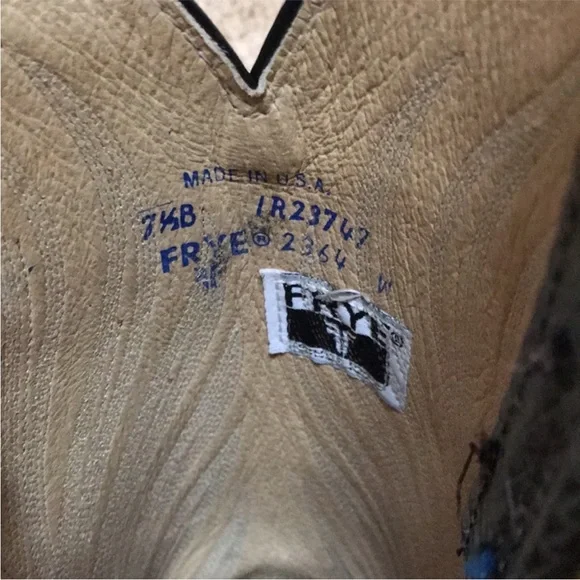 MADE IN U.S.A.
7½B 1R23747
FRYE® 2364 W
FRYE®